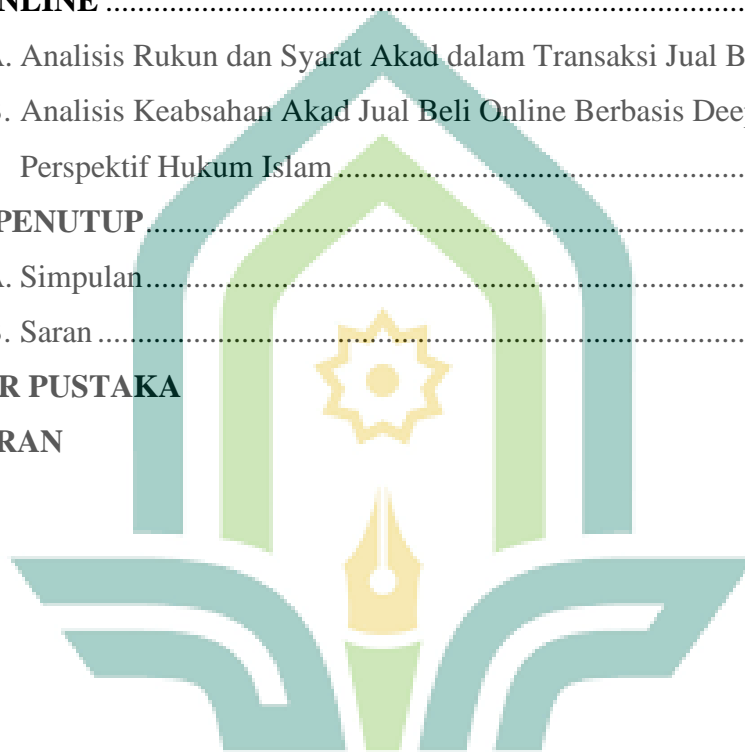 NLINE ................................................................
. Analisis Rukun dan Syarat Akad dalam Transaksi Jual B
. Analisis Keabsahan Akad Jual Beli Online Berbasis Dee
Perspektif Hukum Islam ................................................................
PENUTUP ................................................................
. Simpulan ................................................................
. Saran ................................................................
R PUSTAKA
RAN